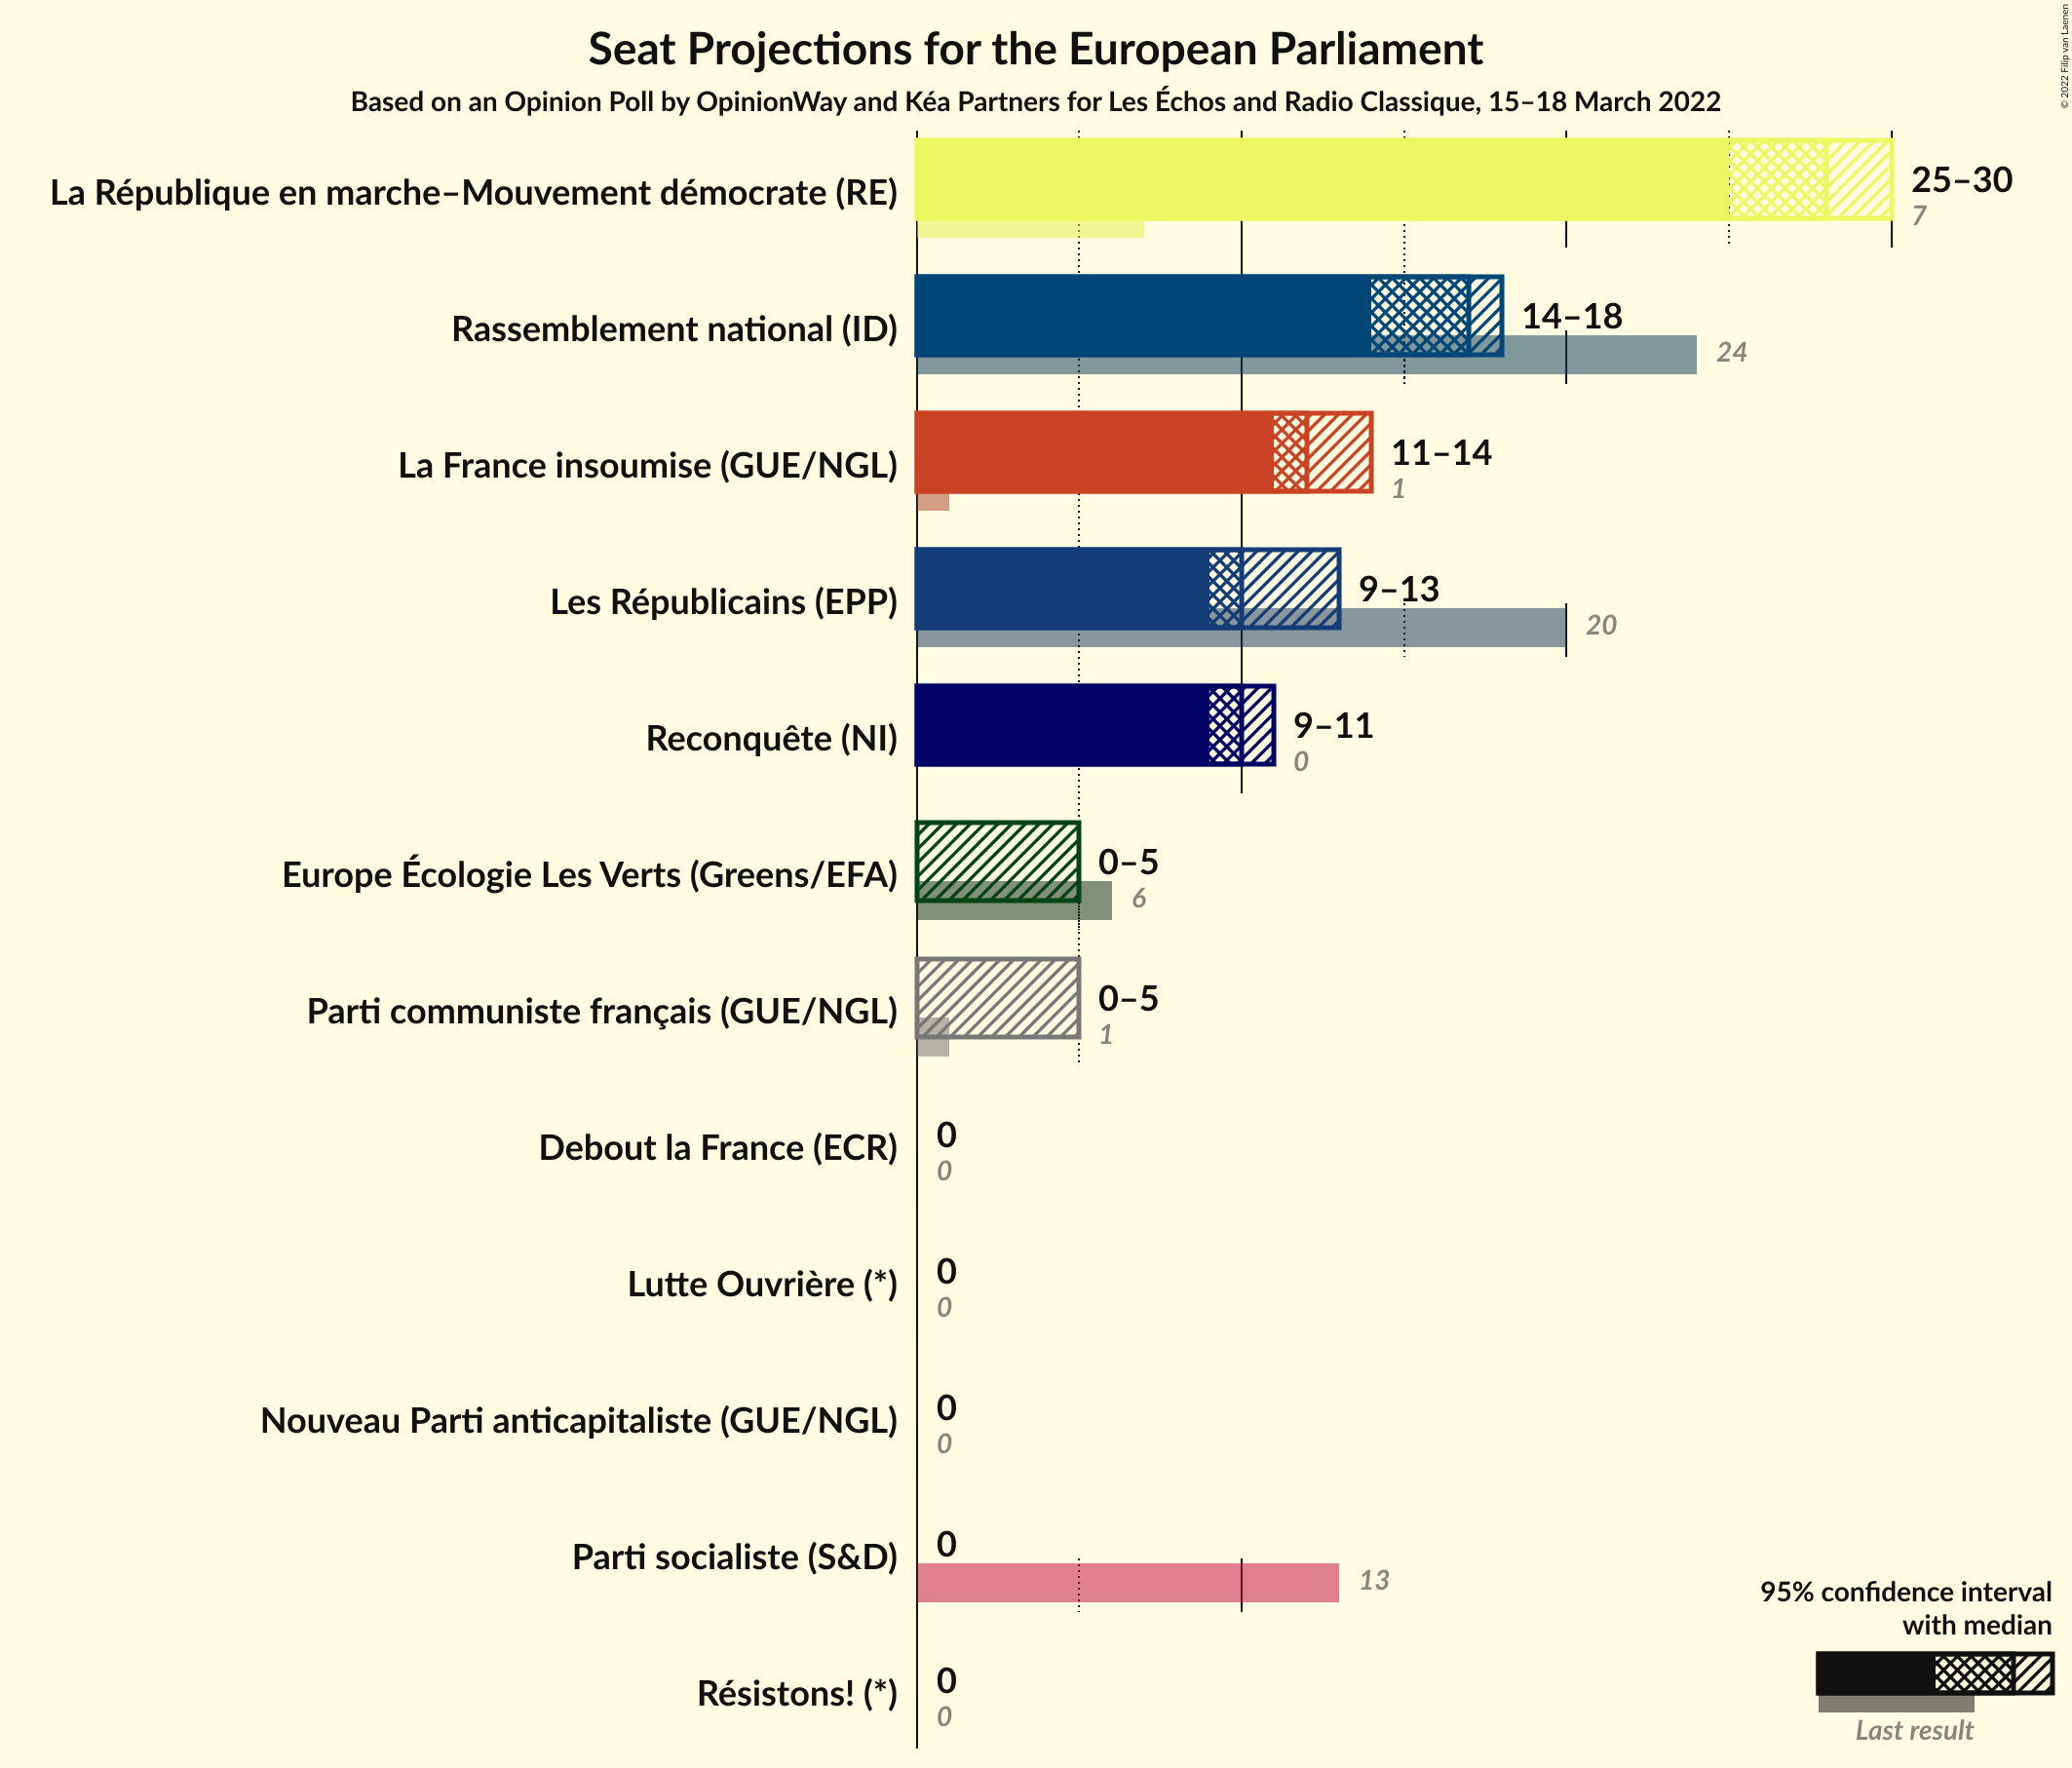 Seat Projections for the European Parliament
Based on an Opinion Poll by OpinionWay and Kéa Partners for Les Échos and Radio Classique, 15–18 March 2022
© 2022 Filip van Laenen
La République en marche–Mouvement démocrate (RE)
25–30
7
Rassemblement national (ID)
14–18
24
La France insoumise (GUE/NGL)
11–14
1
Les Républicains (EPP)
9–13
20
Reconquête (NI)
9–11
0
Europe Écologie Les Verts (Greens/EFA)
0–5
6
Parti communiste français (GUE/NGL)
0–5
1
Debout la France (ECR)
0
0
Lutte Ouvrière (*)
0
0
Nouveau Parti anticapitaliste (GUE/NGL)
0
0
Parti socialiste (S&D)
0
13
Résistons! (*)
0
0
95% confidence interval
with median
Last result